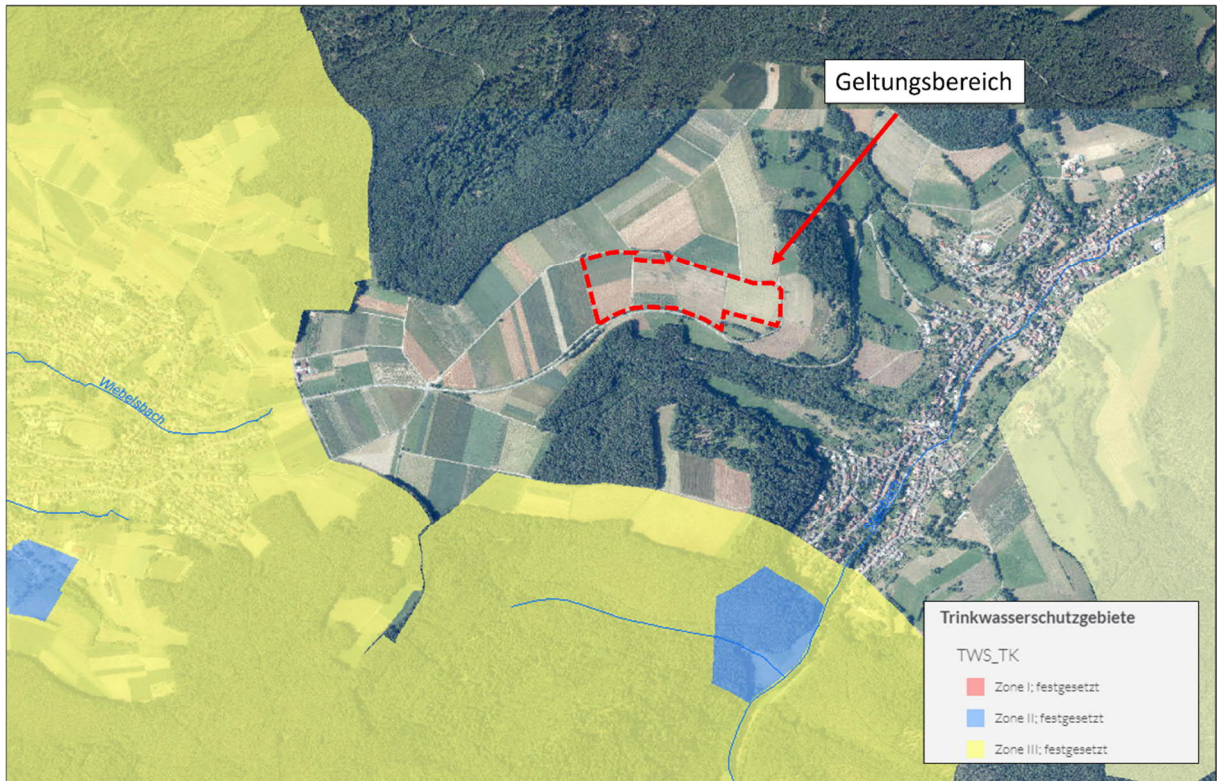 Geltungsbereich
Wiebelsbach
Trinkwasserschutzgebiete
TWS_TK
Zone I; festgesetzt
Zone II; festgesetzt
Zone III; festgesetzt